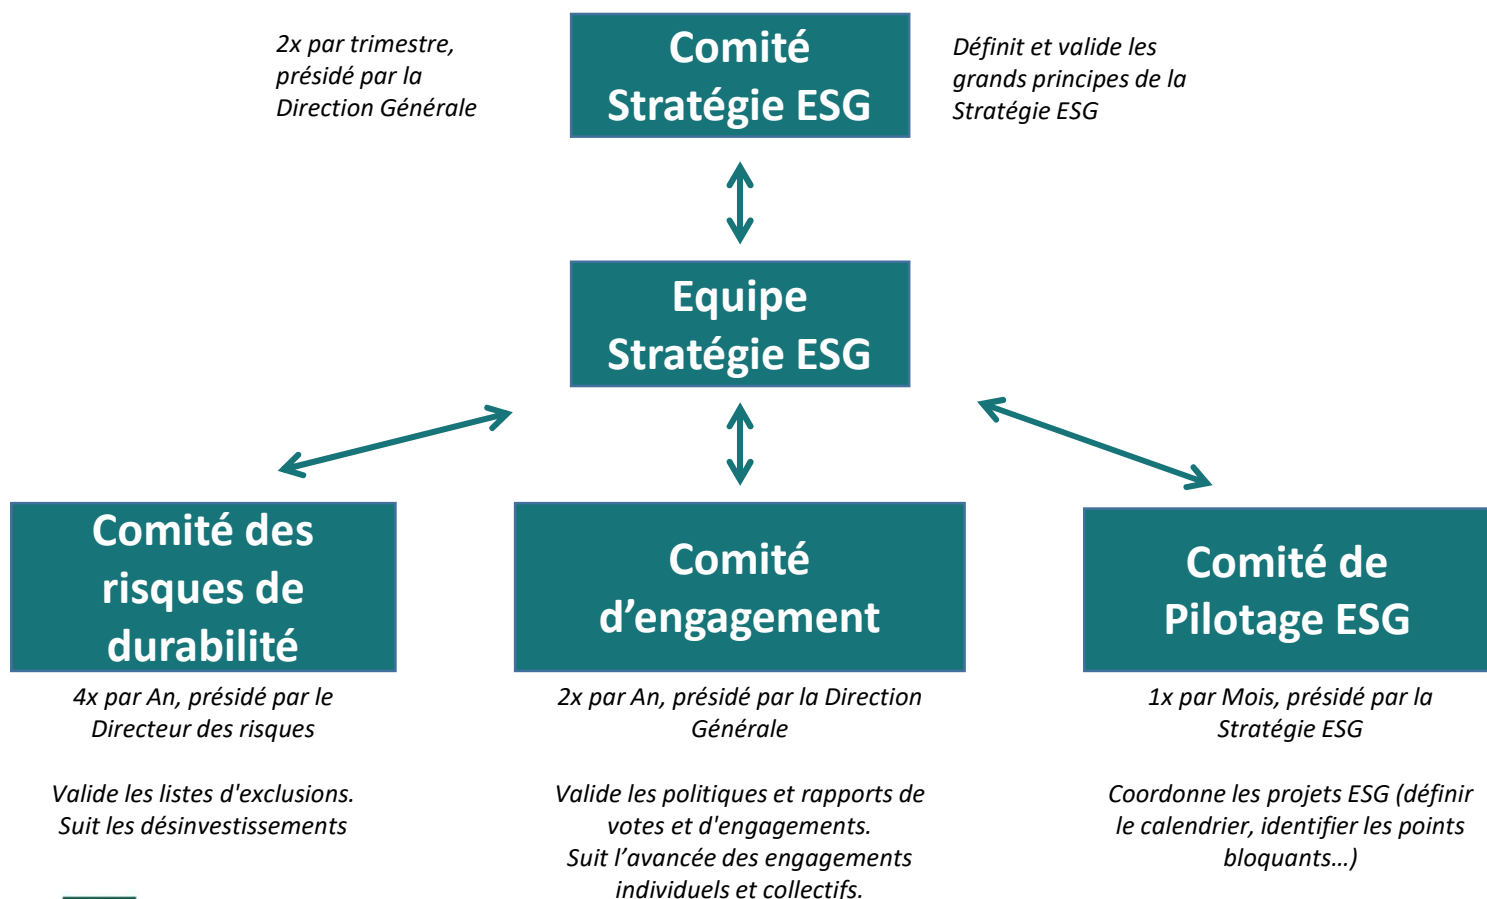 2x par trimestre,
présidé par la
Direction Générale
Comité
Stratégie ESG
Définit et valide les
grands principes de la
Stratégie ESG
Equipe
Stratégie ESG
Comité des
risques de
durabilité
4x par An, présidé par le
Directeur des risques
Valide les listes d'exclusions.
Suit les désinvestissements
Comité
d’engagement
2x par An, présidé par la Direction
Générale
Valide les politiques et rapports de
votes et d'engagements.
Suit l’avancée des engagements
individuels et collectifs.
Comité de
Pilotage ESG
1x par Mois, présidé par la
Stratégie ESG
Coordonne les projets ESG (définir
le calendrier, identifier les points
bloquants…)